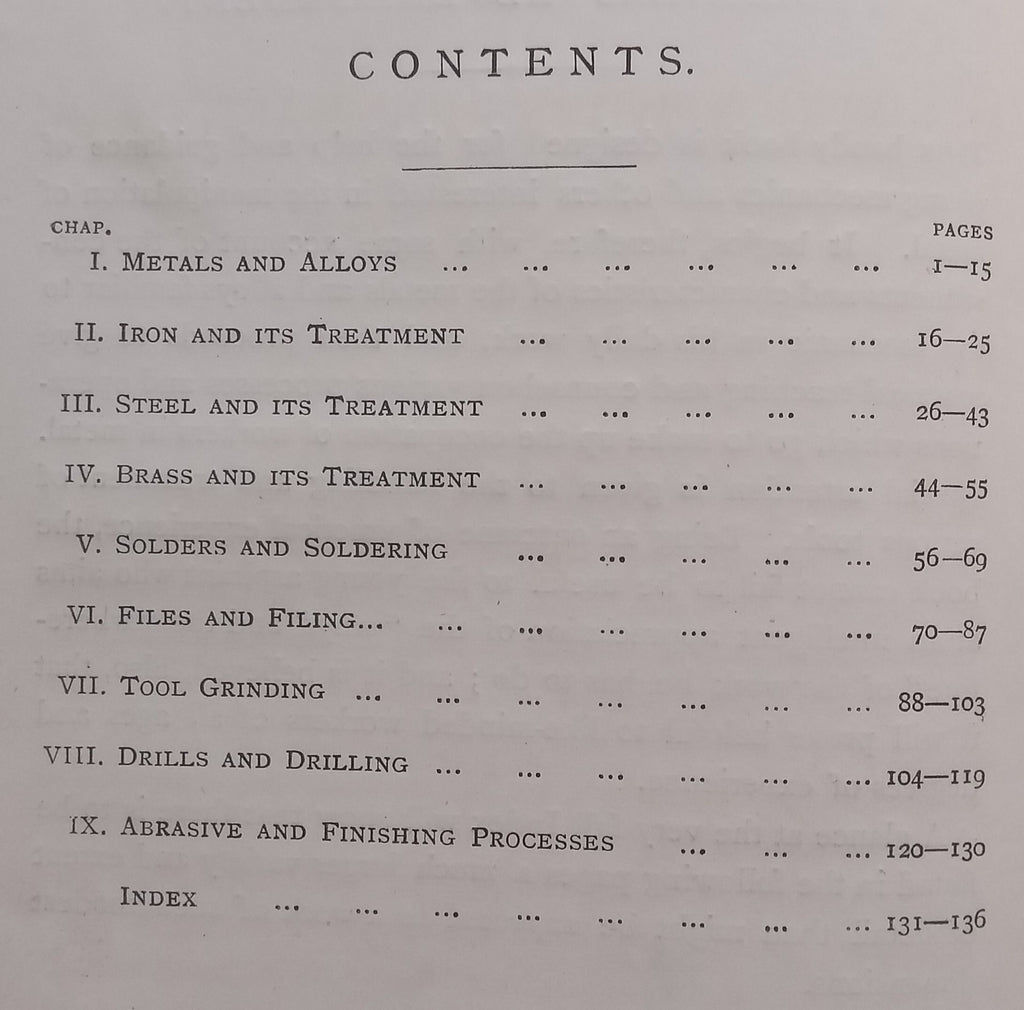 CONTENTS.
CHAP. PAGES
I. METALS AND ALLOYS ... ... ... ... ... ... 1—15
II. IRON AND ITS TREATMENT ... ... ... ... ... 16—25
III. STEEL AND ITS TREATMENT ... ... ... ... ... 26—43
IV. BRASS AND ITS TREATMENT ... ... ... ... ... 44—55
V. SOLDERS AND SOLDERING ... ... ... ... ... 56—69
VI. FILES AND FILING... ... ... ... ... ... ... 70—87
VII. TOOL GRINDING ... ... ... ... ... ... ... 88—103
VIII. DRILLS AND DRILLING ... ... ... ... ... ... 104—119
IX. ABRASIVE AND FINISHING PROCESSES ... ... ... 120—130
INDEX ... ... ... ... ... ... ... ... 131—136